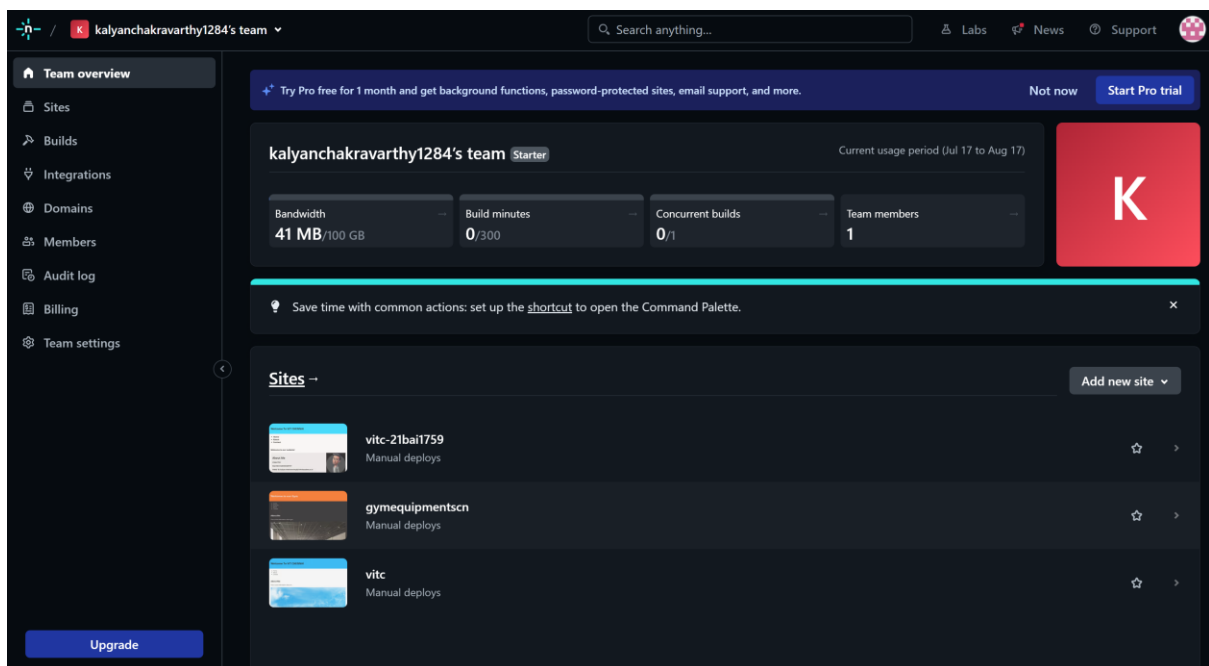 / K kalyanchakravarthy1284's team
Search anything...
Labs
News
Support
Team overview
Sites
Builds
Integrations
Domains
Members
Audit log
Billing
Team settings
Upgrade
Try Pro free for 1 month and get background functions, password-protected sites, email support, and more.
Not now
Start Pro trial
kalyanchakravarthy1284's team Starter
Current usage period (Jul 17 to Aug 17)
K
Bandwidth →
41 MB/100 GB
Build minutes →
0/300
Concurrent builds →
0/1
Team members →
1
Save time with common actions: set up the shortcut to open the Command Palette.
Sites →
Add new site
vitc-21bai1759
Manual deploys
gymequipmentscn
Manual deploys
vitc
Manual deploys